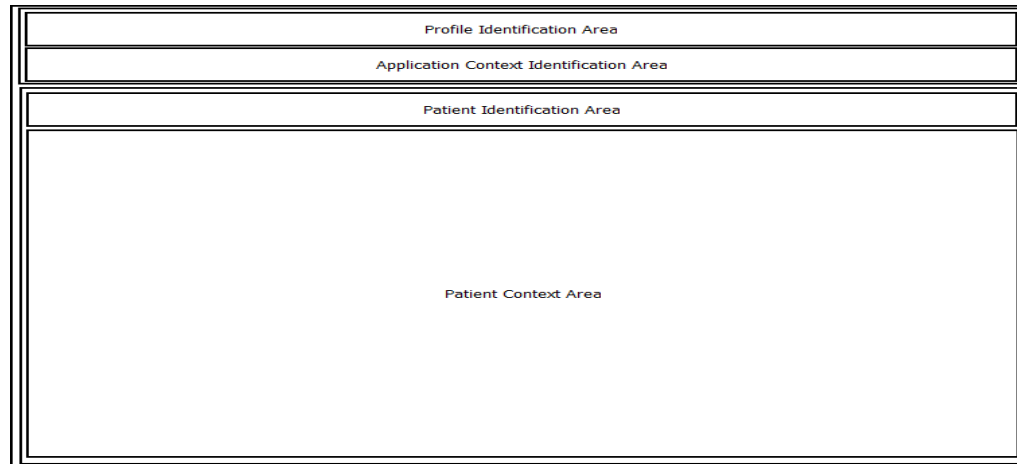 Profile Identification Area
Application Context Identification Area
Patient Identification Area
Patient Context Area